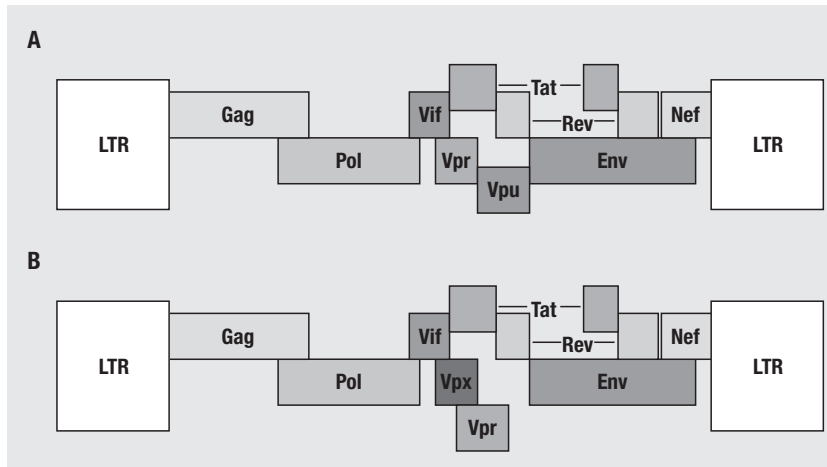 A
LTR
Gag
Pol
Vif
Vpr
Vpu
Tat
Rev
Env
Nef
LTR
B
LTR
Gag
Pol
Vif
Vpx
Vpr
Tat
Rev
Env
Nef
LTR